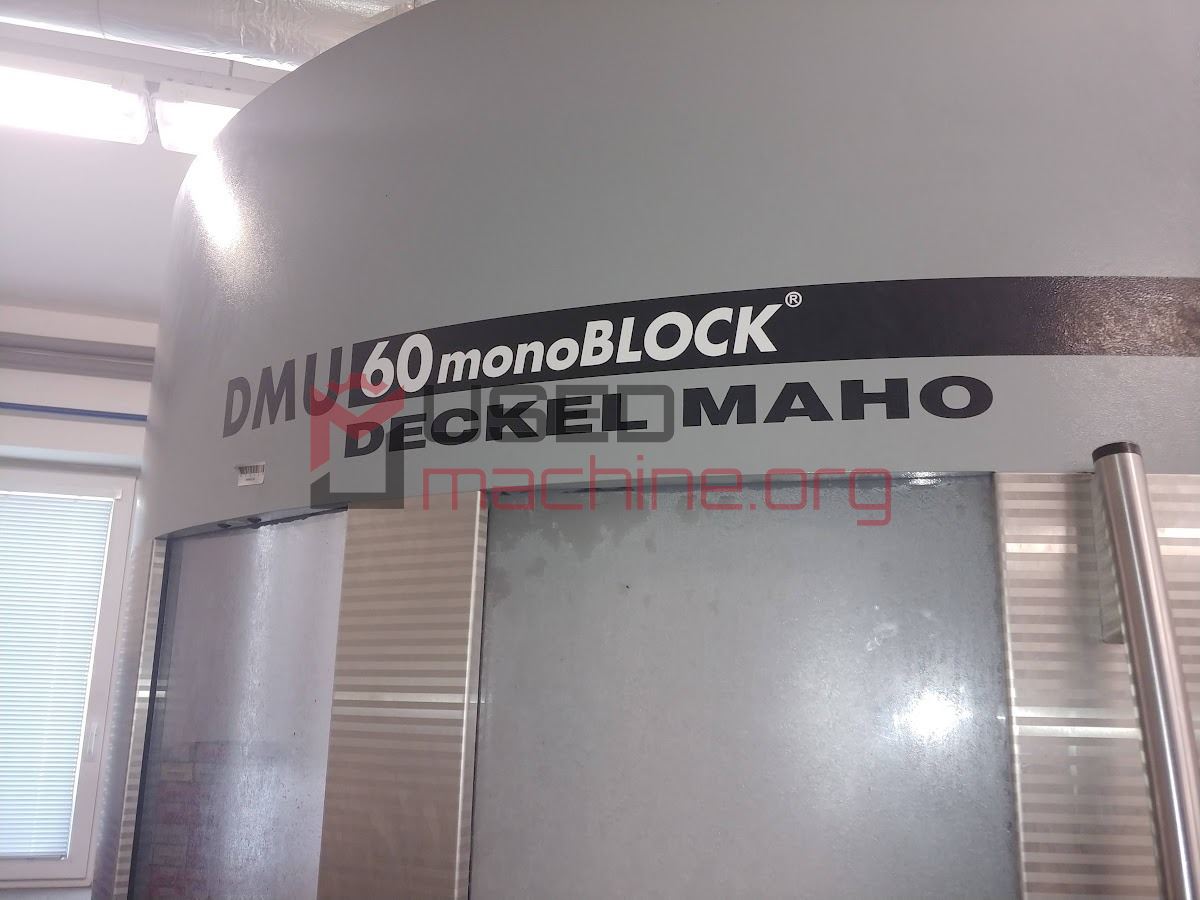 DMU 60 monoBLOCK®
DECKEL MAHO
USED
machine.org